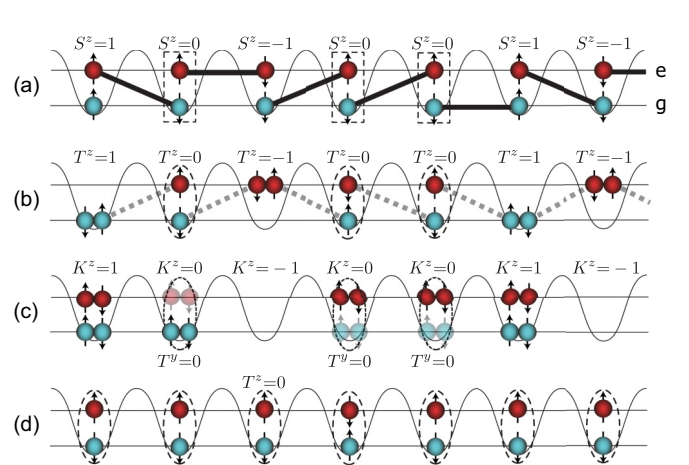 S^z=1 S^z=0 S^z=−1 S^z=0 S^z=0 S^z=1 S^z=−1
(a) e
g
T^z=1 T^z=0 T^z=−1 T^z=0 T^z=0 T^z=1 T^z=−1
(b)
K^z=1 K^z=0 K^z=−1 K^z=0 K^z=0 K^z=1 K^z=−1
(c)
T^y=0 T^y=0 T^y=0
T^z=0
(d)